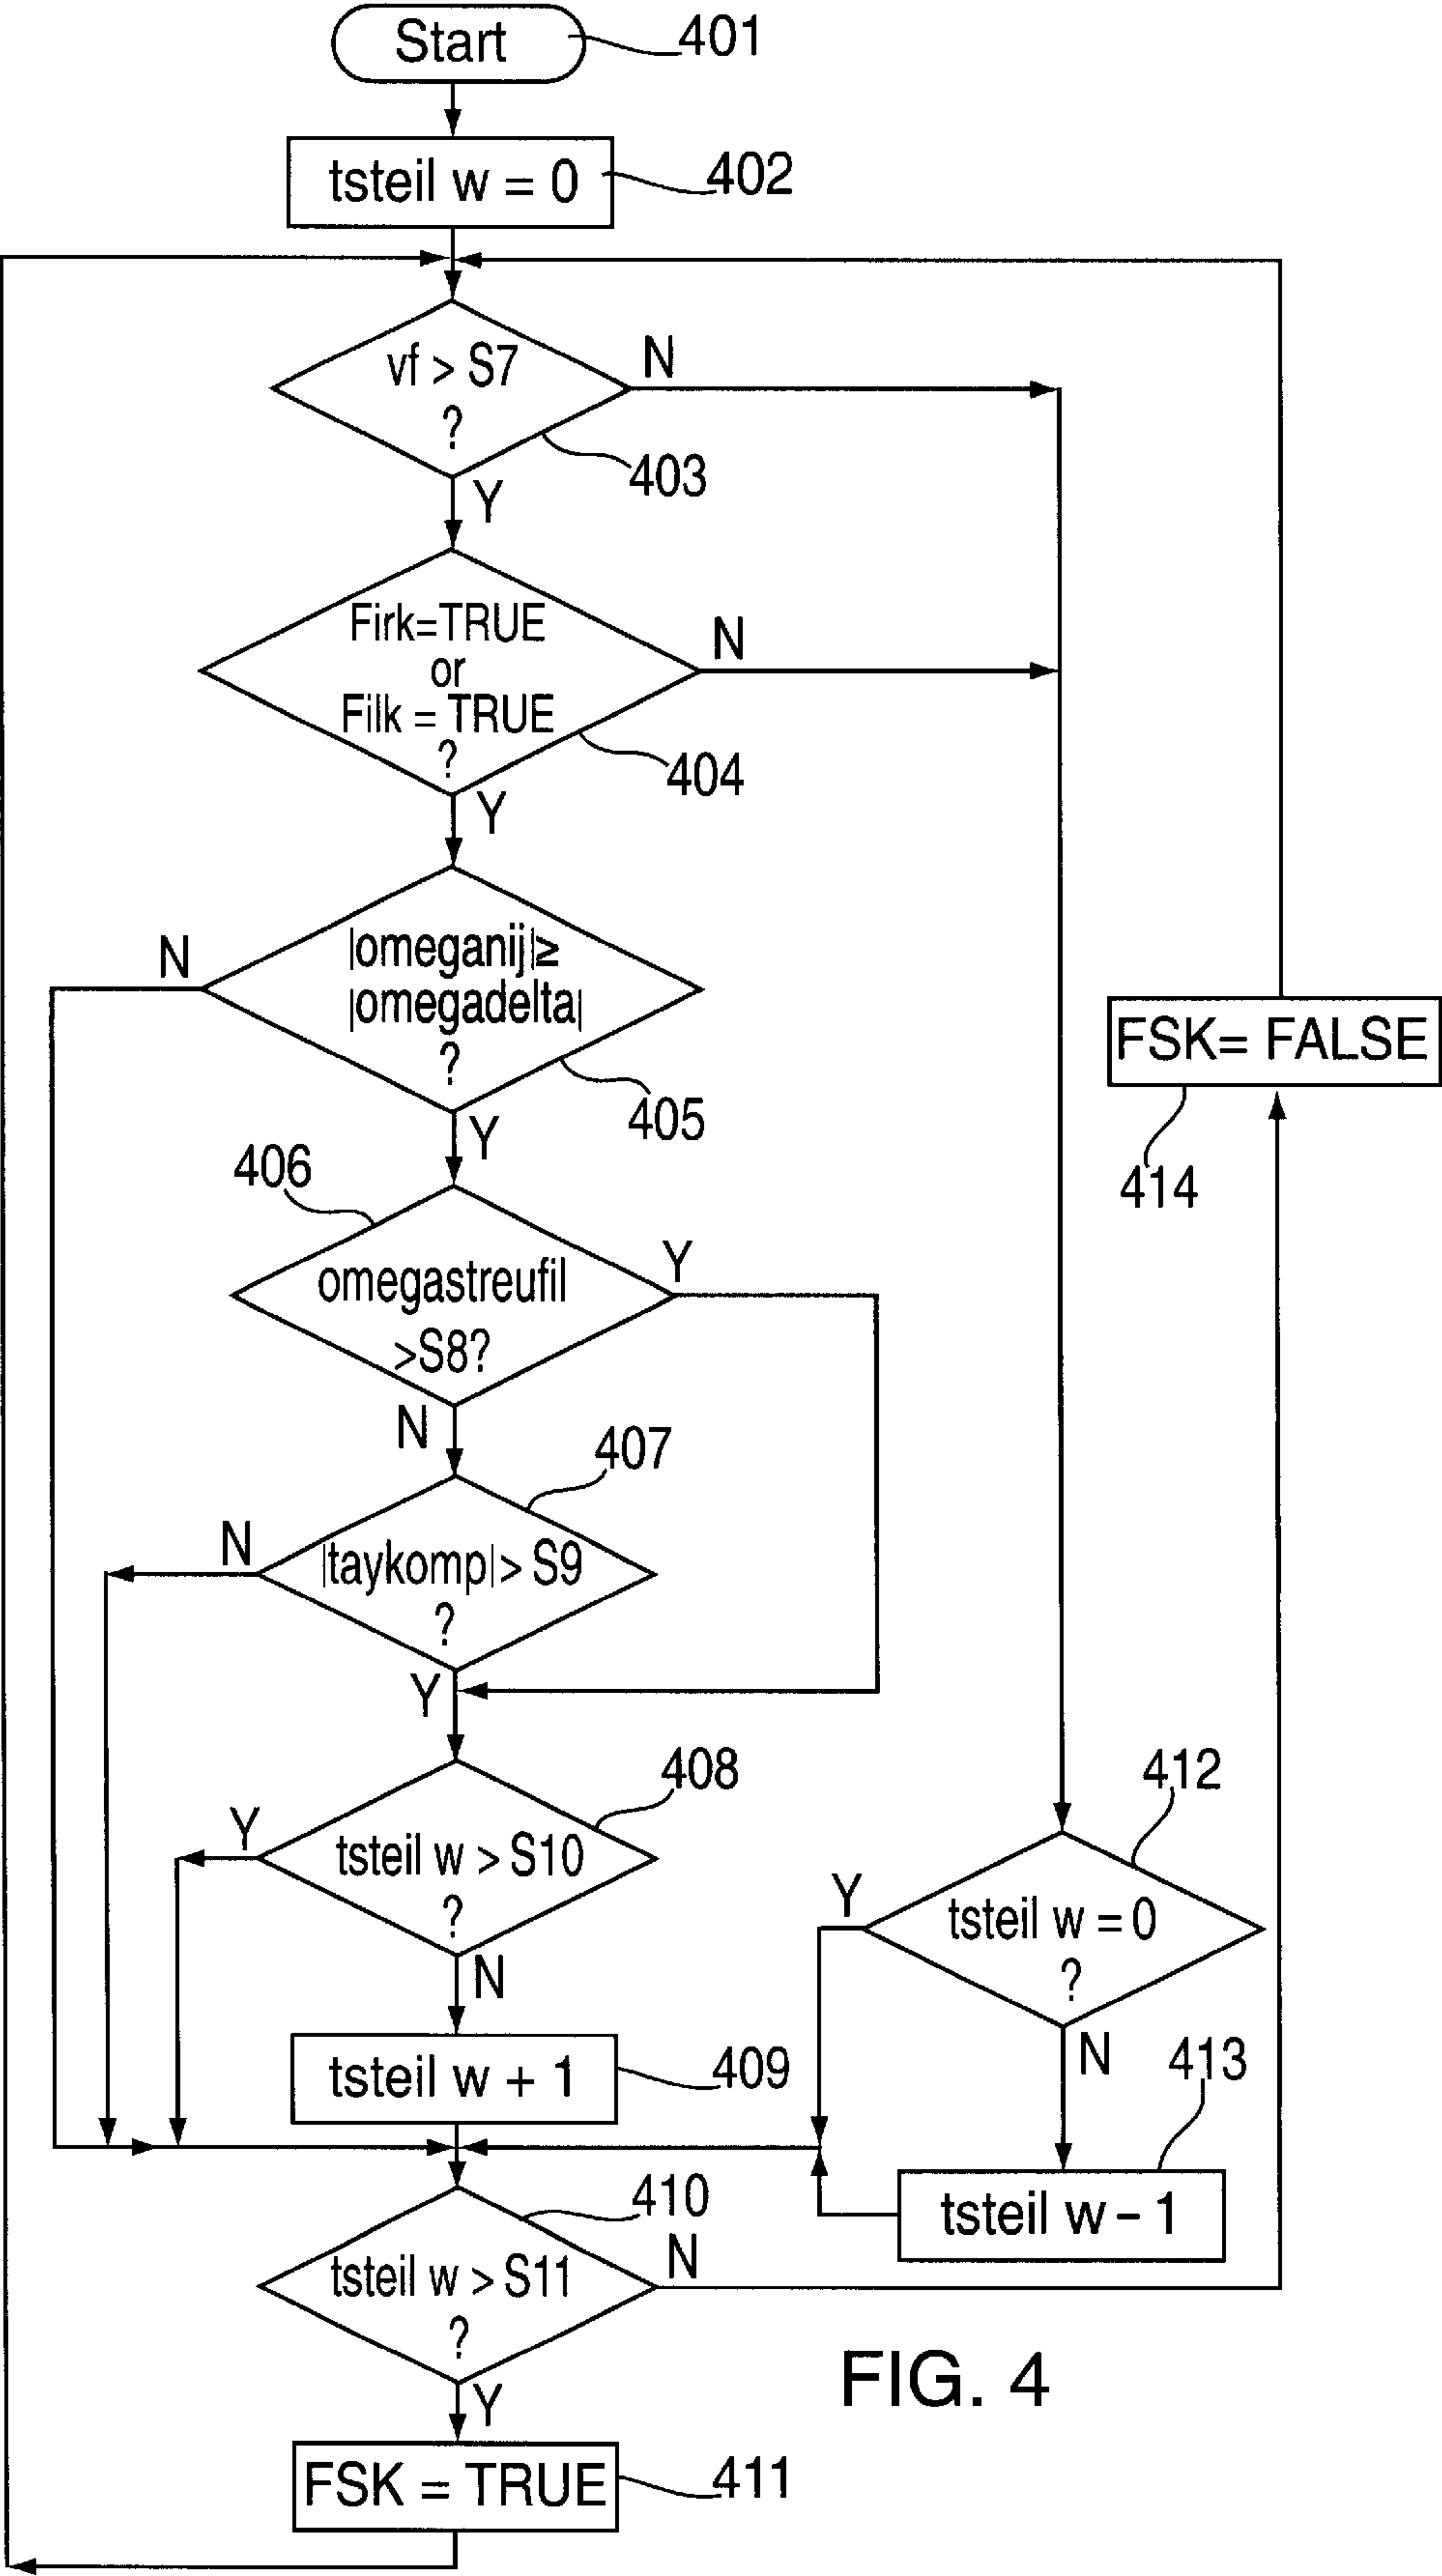 Start
401
tsteil w = 0
402
vf > S7
?
N
403
Y
Firk=TRUE
or
Filk = TRUE
?
N
404
Y
|omeganij|≥
|omegadelta|
?
N
405
Y
FSK= FALSE
414
406
omegastreufil
>S8?
Y
N
407
|taykomp|> S9
?
N
Y
408
tsteil w > S10
?
Y
N
412
tsteil w = 0
?
Y
N
413
tsteil w + 1
409
tsteil w - 1
410
tsteil w > S11
?
N
Y
FIG. 4
FSK = TRUE
411